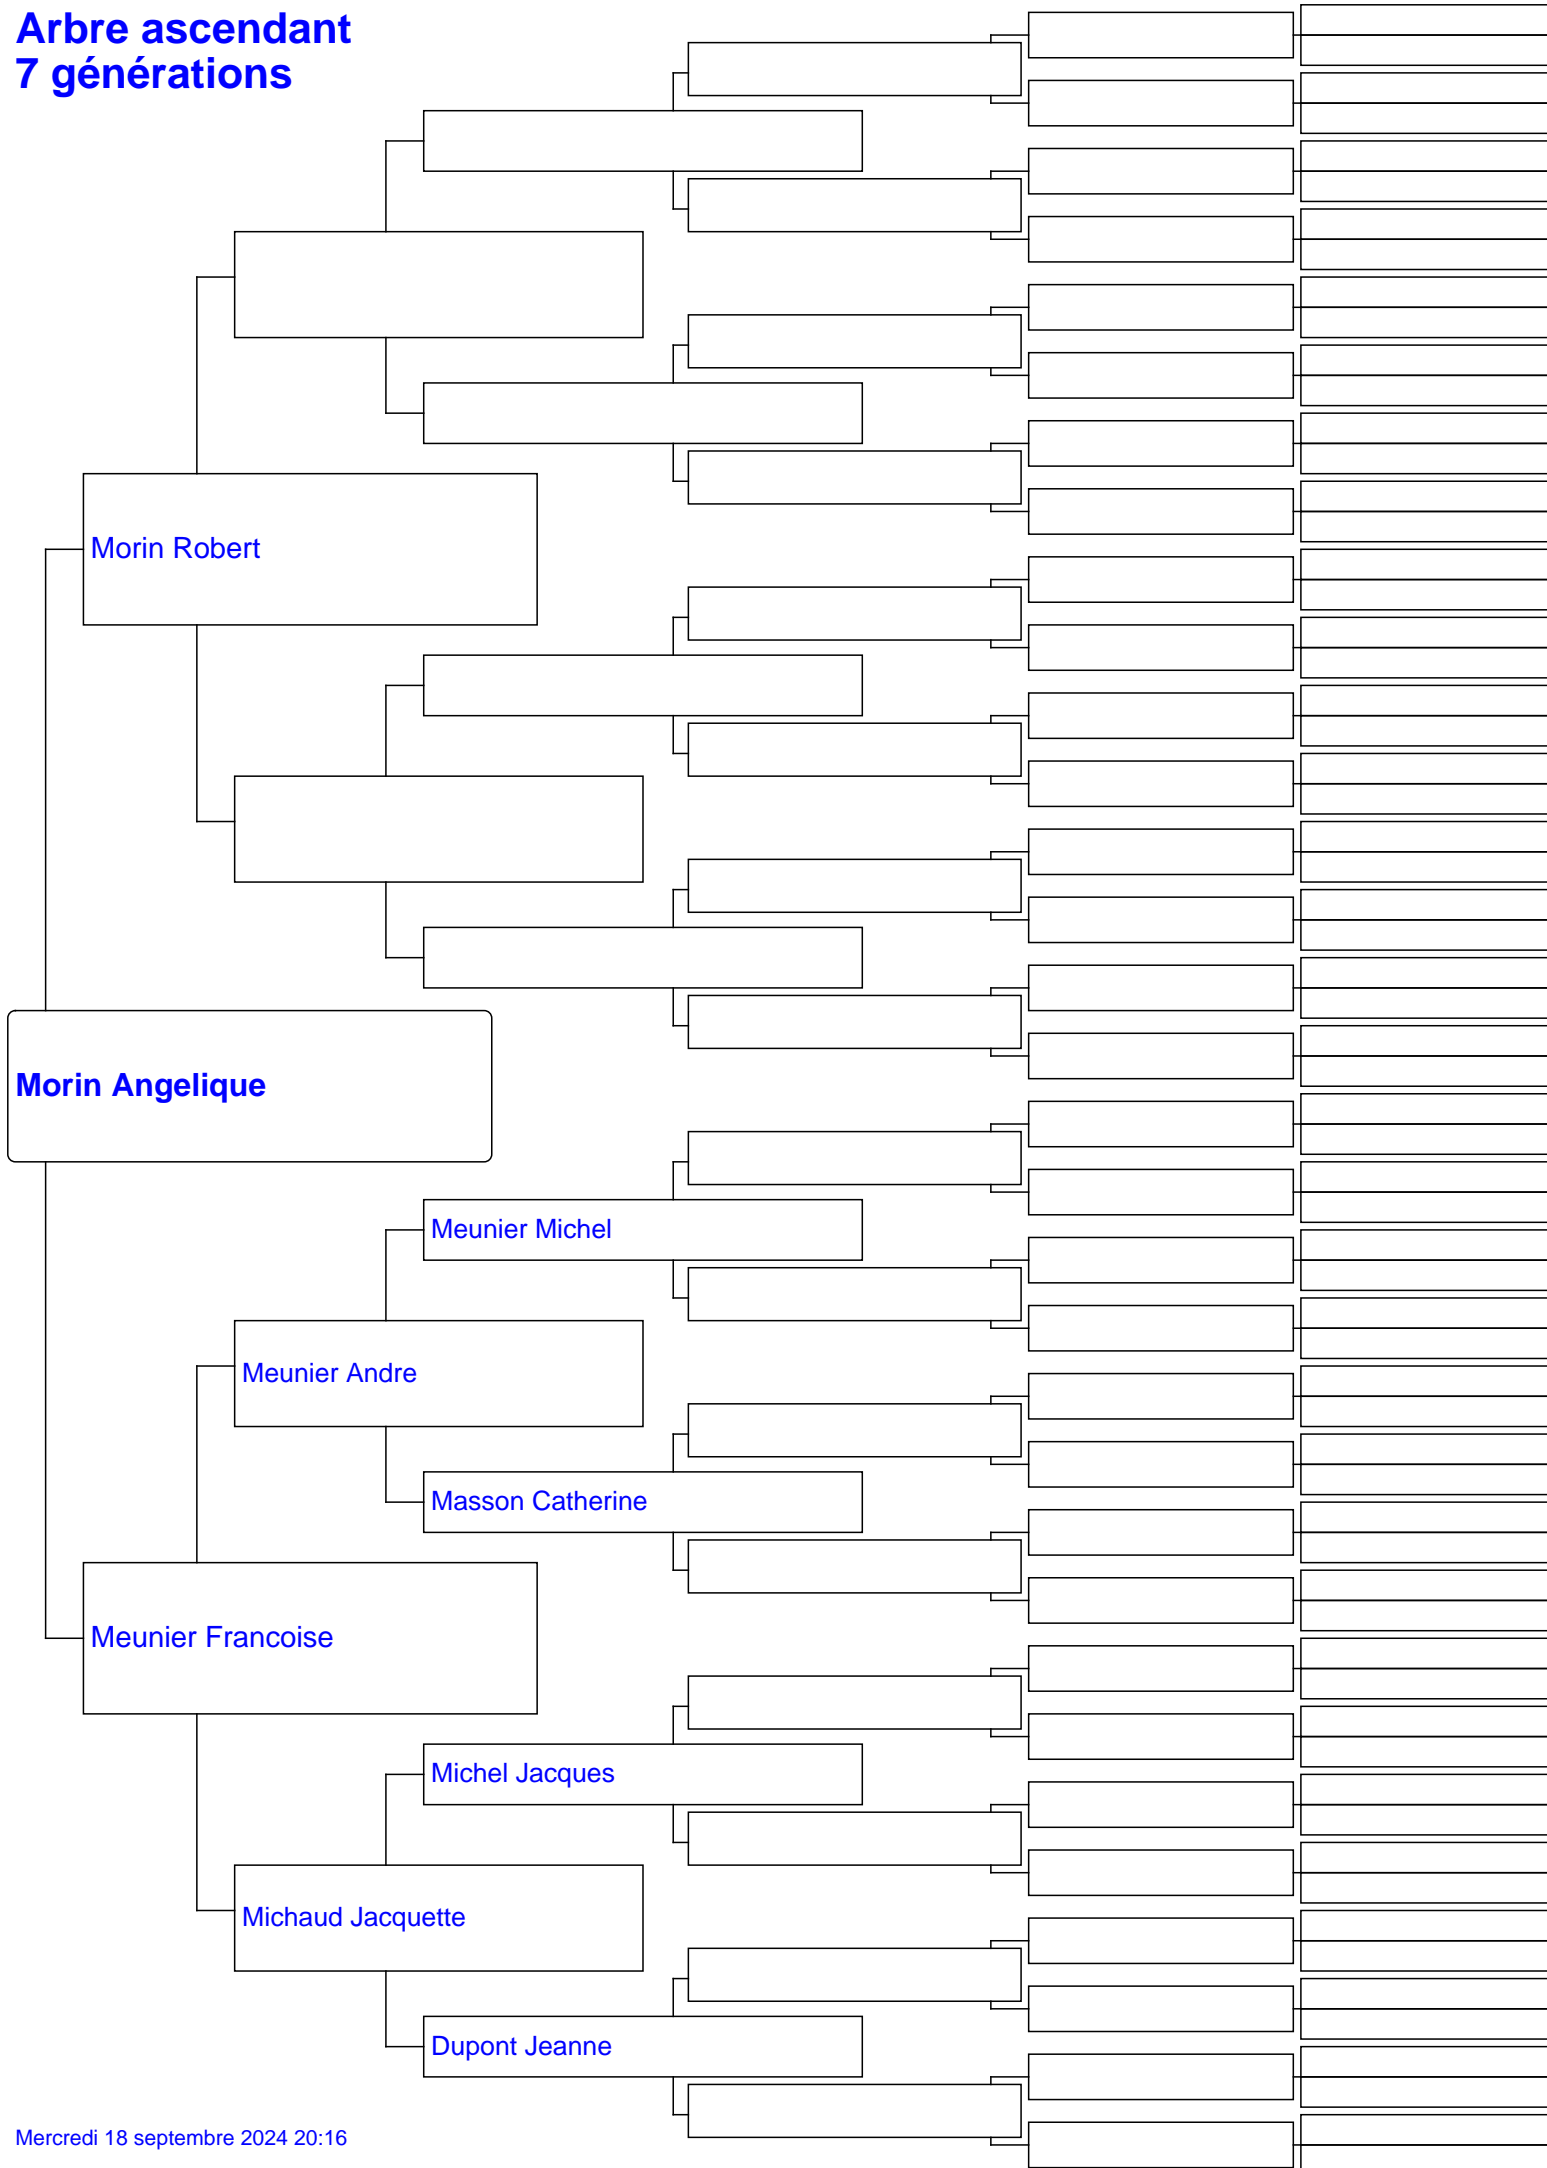 Arbre ascendant
7 générations
Morin Robert
Morin Angelique
Meunier Michel
Meunier Andre
Masson Catherine
Meunier Francoise
Michel Jacques
Michaud Jacquette
Dupont Jeanne
Mercredi 18 septembre 2024 20:16